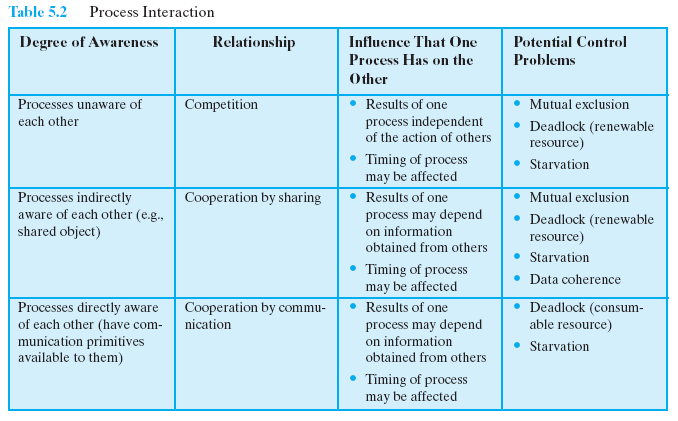 Table 5.2 Process Interaction
Degree of Awareness
Relationship
Influence That One
Process Has on the
Other
Potential Control
Problems
Processes unaware of
each other
Competition
• Results of one
process independent
of the action of others
• Timing of process
may be affected
• Mutual exclusion
• Deadlock (renewable
resource)
• Starvation
Processes indirectly
aware of each other (e.g.,
shared object)
Cooperation by sharing
• Results of one
process may depend
on information
obtained from others
• Timing of process
may be affected
• Mutual exclusion
• Deadlock (renewable
resource)
• Starvation
• Data coherence
Processes directly aware
of each other (have com-
munication primitives
available to them)
Cooperation by commu-
nication
• Results of one
process may depend
on information
obtained from others
• Timing of process
may be affected
• Deadlock (consum-
able resource)
• Starvation